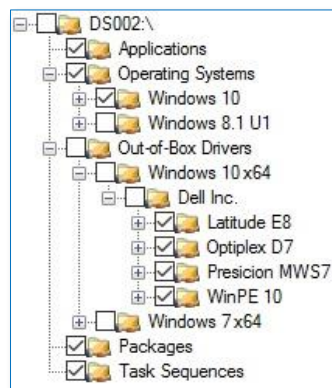 DS002:\
Applications
Operating Systems
Windows 10
Windows 8.1 U1
Out-of-Box Drivers
Windows 10 x64
Dell Inc.
Latitude E8
Optiplex D7
Presicion MWS7
WinPE 10
Windows 7 x64
Packages
Task Sequences